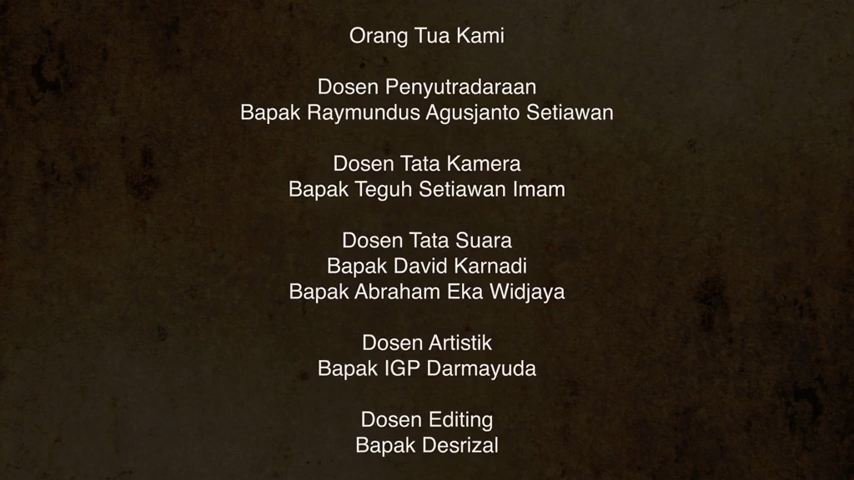 Orang Tua Kami
Dosen Penyutradaraan
Bapak Raymundus Agusjanto Setiawan
Dosen Tata Kamera
Bapak Teguh Setiawan Imam
Dosen Tata Suara
Bapak David Karnadi
Bapak Abraham Eka Widjaya
Dosen Artistik
Bapak IGP Darmayuda
Dosen Editing
Bapak Desrizal